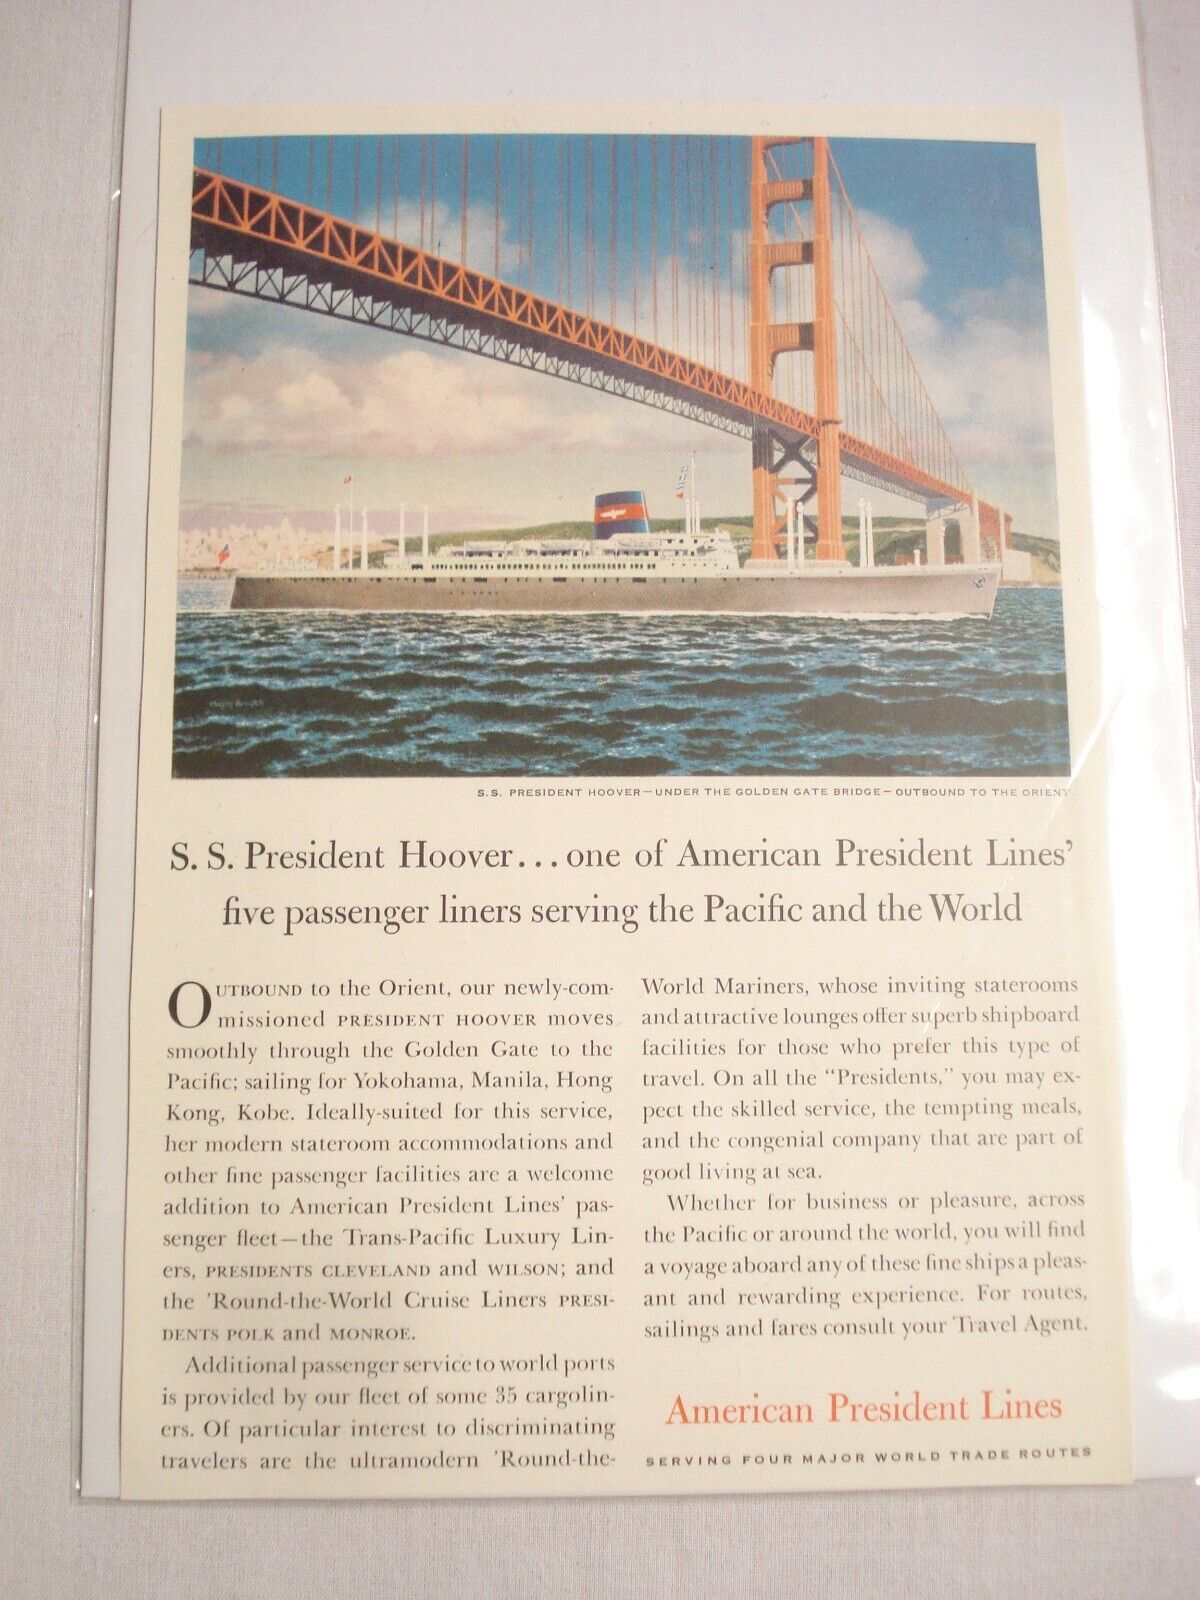 S.S. PRESIDENT HOOVER—UNDER THE GOLDEN GATE BRIDGE—OUTBOUND TO THE ORIENT
S. S. President Hoover...one of American President Lines’
five passenger liners serving the Pacific and the World
OUTBOUND to the Orient, our newly-com-
missioned PRESIDENT HOOVER moves
smoothly through the Golden Gate to the
Pacific; sailing for Yokohama, Manila, Hong
Kong, Kobe. Ideally-suited for this service,
her modern stateroom accommodations and
other fine passenger facilities are a welcome
addition to American President Lines’ pas-
senger fleet—the Trans-Pacific Luxury Lin-
ers, PRESIDENTS CLEVELAND and WILSON; and
the ’Round-the-World Cruise Liners PRESI-
DENTS POLK and MONROE.
Additional passenger service to world ports
is provided by our fleet of some 35 cargolin-
ers. Of particular interest to discriminating
travelers are the ultramodern ’Round-the-
World Mariners, whose inviting staterooms
and attractive lounges offer superb shipboard
facilities for those who prefer this type of
travel. On all the “Presidents,” you may ex-
pect the skilled service, the tempting meals,
and the congenial company that are part of
good living at sea.
Whether for business or pleasure, across
the Pacific or around the world, you will find
a voyage aboard any of these fine ships a pleas-
ant and rewarding experience. For routes,
sailings and fares consult your Travel Agent.
American President Lines
SERVING FOUR MAJOR WORLD TRADE ROUTES